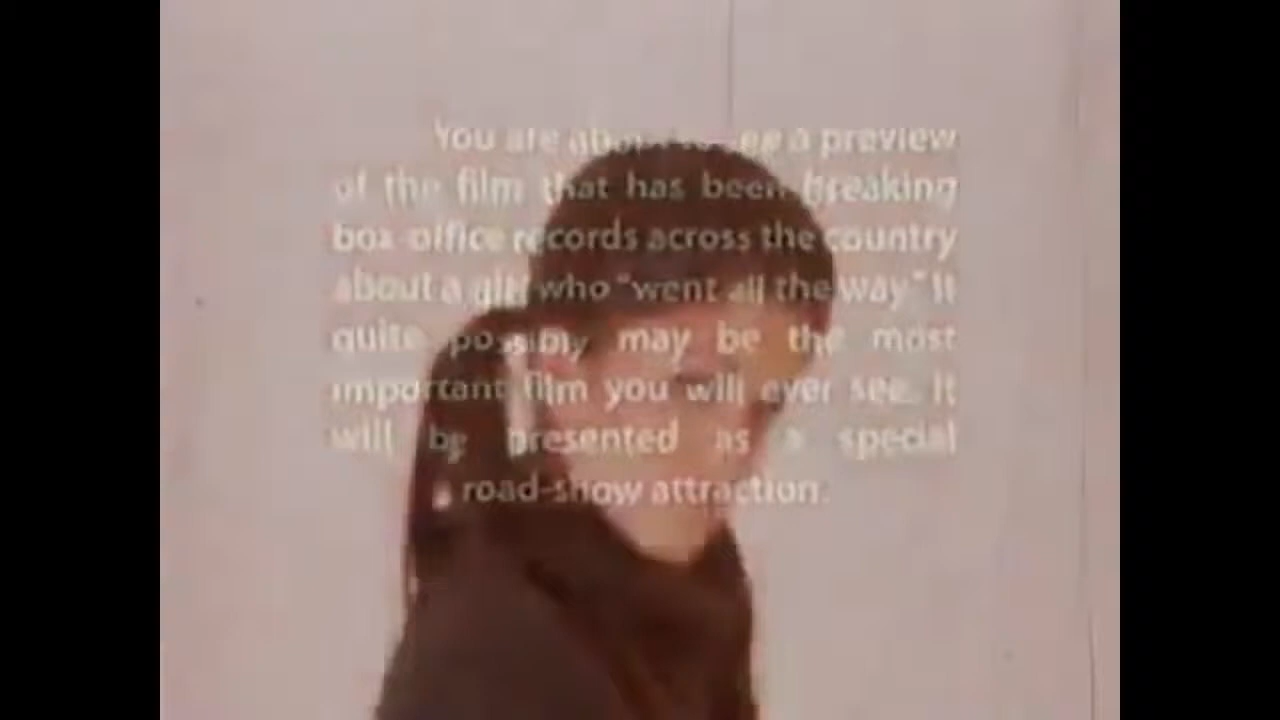 You are about to see a preview
of the film that has been breaking
box-office records across the country
about a girl who "went all the way." It
quite possibly may be the most
important film you will ever see. It
will be presented as a special
road-show attraction.